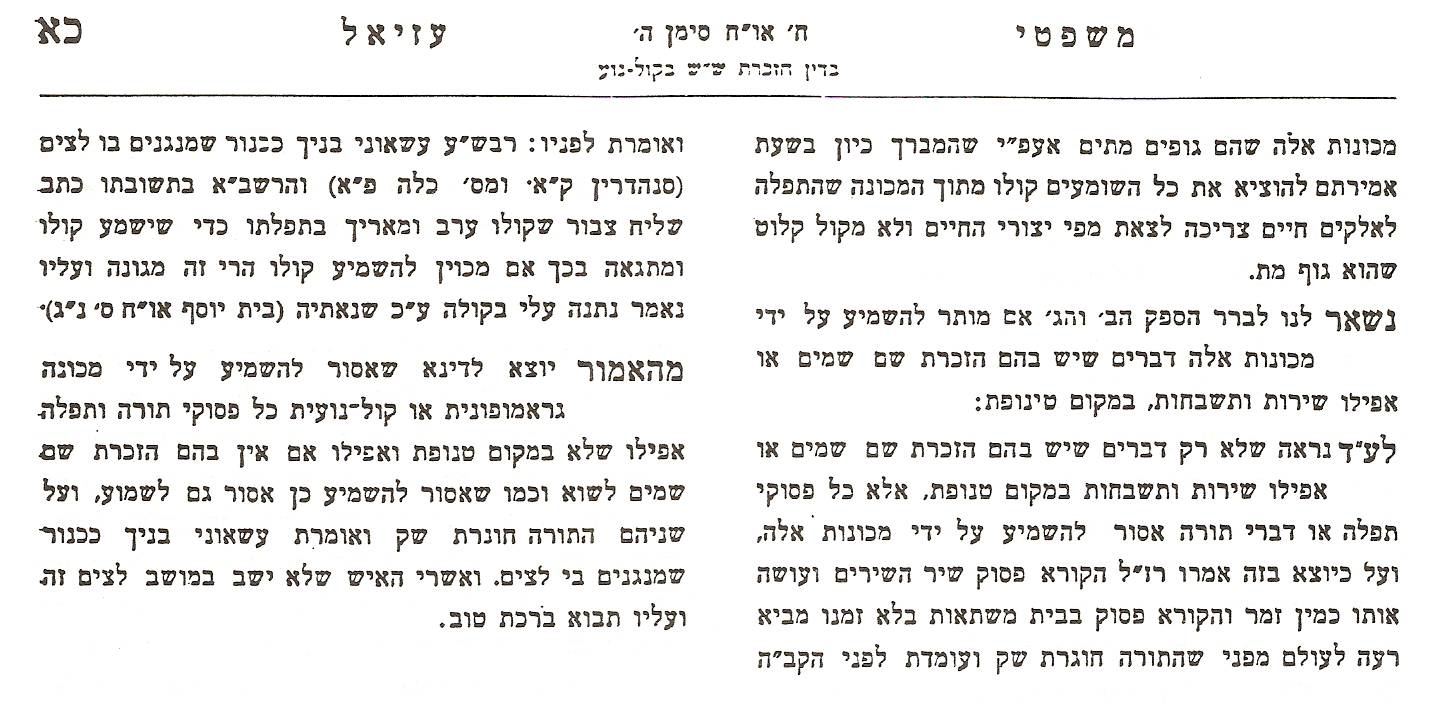 משפטי ח׳ או״ח סימן ה׳ עזיאל כא
בדין הזכרת ש״ש בקול-נוע
מכונות אלה שהם גופים מתים אעפ״י שהמברך כיון בשעת
אמירתם להוציא את כל השומעים קולו מתוך המכונה שהתפלה
לאלקים חיים צריכה לצאת מפי יצורי החיים ולא מקול קלוט
שהוא גוף מת.
נשאר לנו לברר הספק הב׳ והג׳ אם מותר להשמיע על ידי
מכונות אלה דברים שיש בהם הזכרת שם שמים או
אפילו שירות ותשבחות, במקום טינופת:
לע״ד נראה שלא רק דברים שיש בהם הזכרת שם שמים או
אפילו שירות ותשבחות במקום טנופת, אלא כל פסוקי
תפלה או דברי תורה אסור להשמיע על ידי מכונות אלה,
ועל כיוצא בזה אמרו רז״ל הקורא פסוק שיר השירים ועושה
אותו כמין זמר והקורא פסוק בבית משתאות בלא זמנו מביא
רעה לעולם מפני שהתורה חוגרת שק ועומדת לפני הקב״ה
ואומרת לפניו: רבש״ע עשאוני בניך ככנור שמנגנים בו לצים
(סנהדרין ק״א· ומס׳ כלה פ״א) והרשב״א בתשובתו כתב
שליח צבור שקולו ערב ומאריך בתפלתו כדי שישמע קולו
ומתגאה בכך אם מכוין להשמיע קולו הרי זה מגונה ועליו
נאמר נתנה עלי בקולה ע״כ שנאתיה (בית יוסף או״ח ס׳ נ״ג)·
מהאמור יוצא לדינא שאסור להשמיע על ידי מכונה
גראמופונית או קול-נועית כל פסוקי תורה ותפלה
אפילו שלא במקום טנופת ואפילו אם אין בהם הזכרת שם
שמים לשוא וכמו שאסור להשמיע כן אסור גם לשמוע, ועל
שניהם התורה חוגרת שק ואומרת עשאוני בניך ככנור
שמנגנים בי לצים. ואשרי האיש שלא ישב במושב לצים זה
ועליו תבוא ברכת טוב.